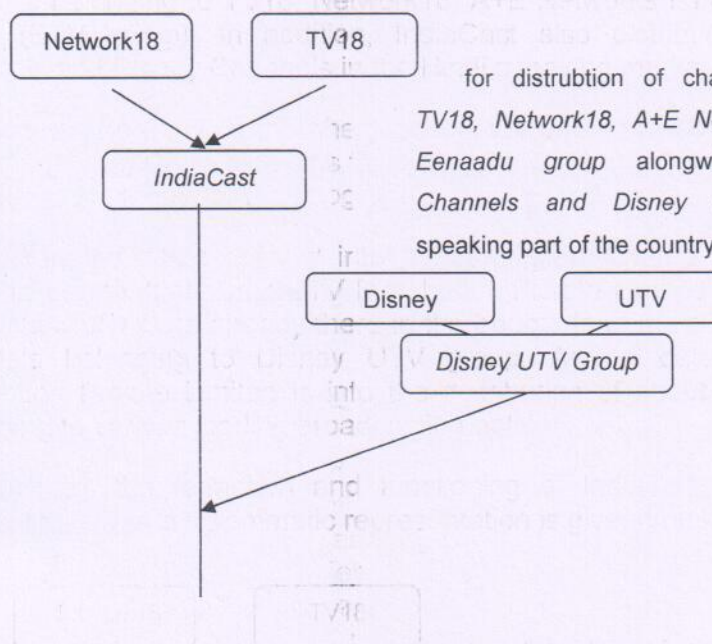 Network18
TV18
for distrubtion of cha
TV18, Network18, A+E N
IndiaCast
Eenaadu group alongw
Channels and Disney
speaking part of the country
Disney
UTV
Disney UTV Group